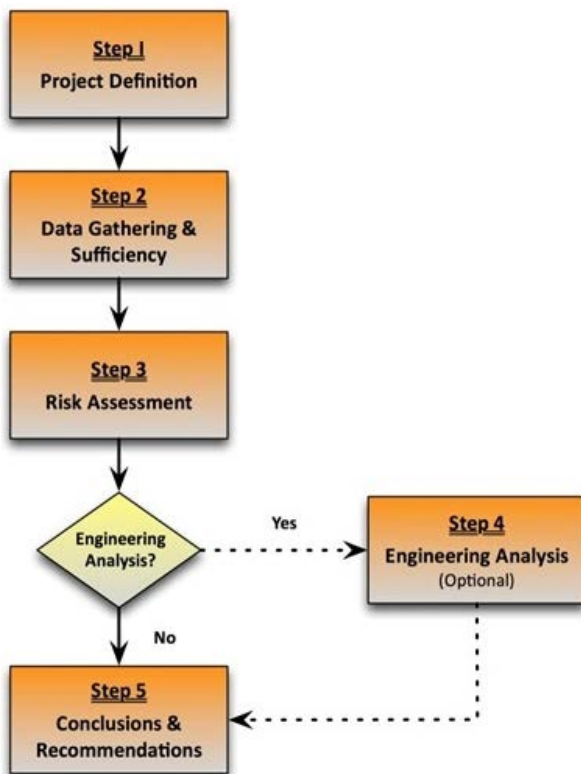 Step I
Project Definition
Step 2
Data Gathering &
Sufficiency
Step 3
Risk Assessment
Engineering
Analysis?
Yes
Step 4
Engineering Analysis
(Optional)
No
Step 5
Conclusions &
Recommendations